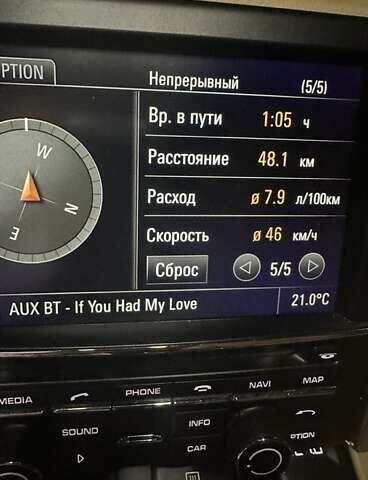 PTION
Непрерывный (5/5)
Вр. в пути 1:05 ч
Расстояние 48.1 км
Расход ø 7.9 л/100км
Скорость ø 46 км/ч
Сброс 5/5
W
N
E
AUX BT - If You Had My Love 21.0°C
MEDIA PHONE NAVI MAP
SOUND INFO
CAR PTION